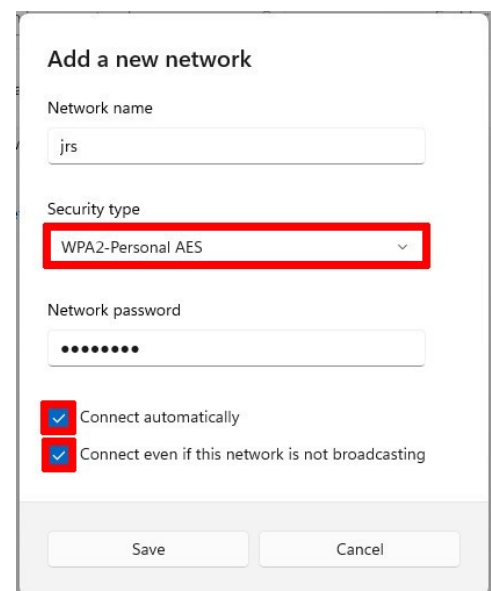 Add a new network
Network name
jrs
Security type
WPA2-Personal AES
Network password
••••••••
Connect automatically
Connect even if this network is not broadcasting
Save
Cancel